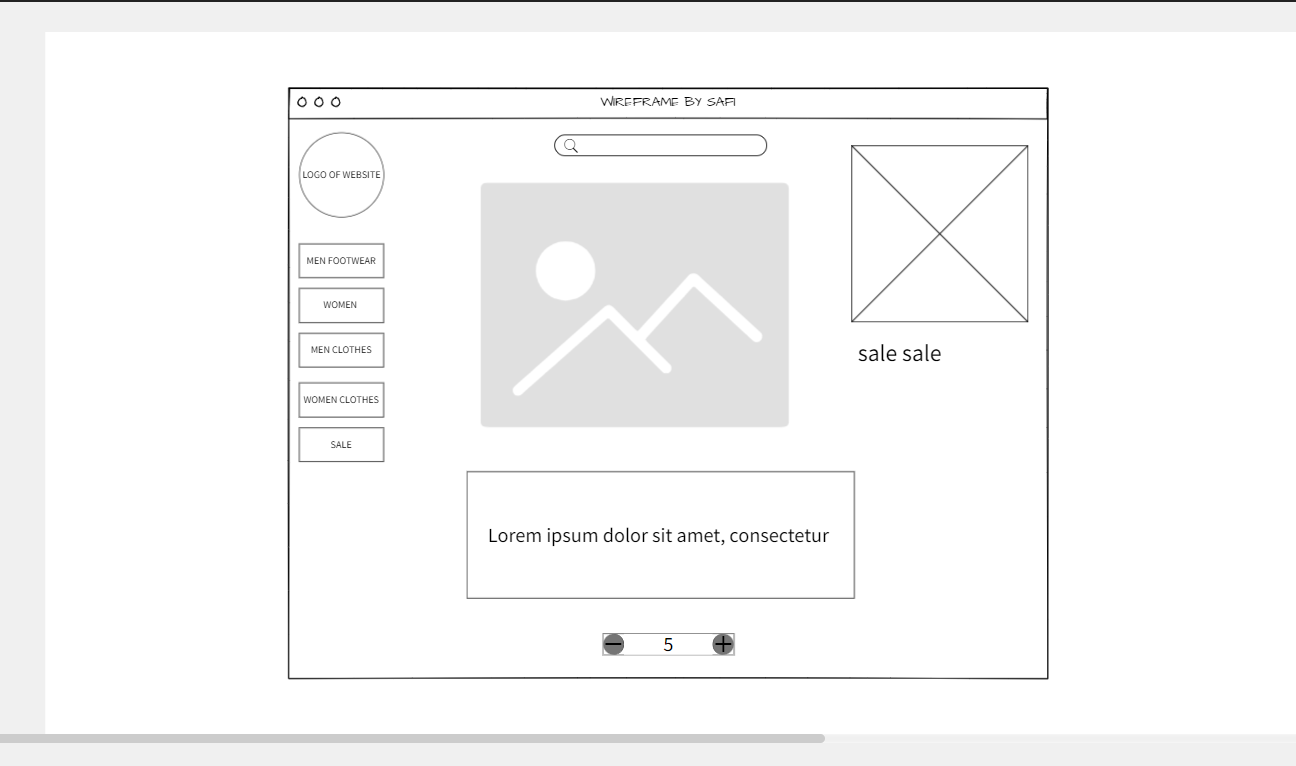 WIREFRAME BY SAFI
LOGO OF WEBSITE
MEN FOOTWEAR
WOMEN
MEN CLOTHES
WOMEN CLOTHES
SALE
sale sale
Lorem ipsum dolor sit amet, consectetur
5